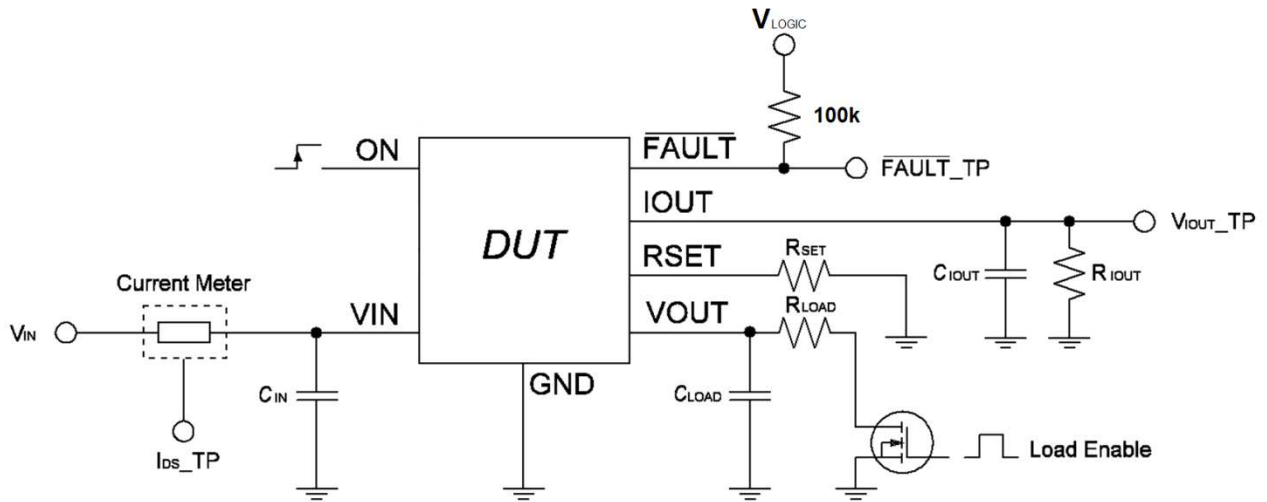 VLOGIC
100k
ON
FAULT
FAULT_TP
IOUT
VIOUT_TP
DUT
RSET
RSET
CIOUT
RIOUT
Current Meter
VIN
VIN
VOUT
RLOAD
GND
CIN
CLOAD
IDS_TP
Load Enable